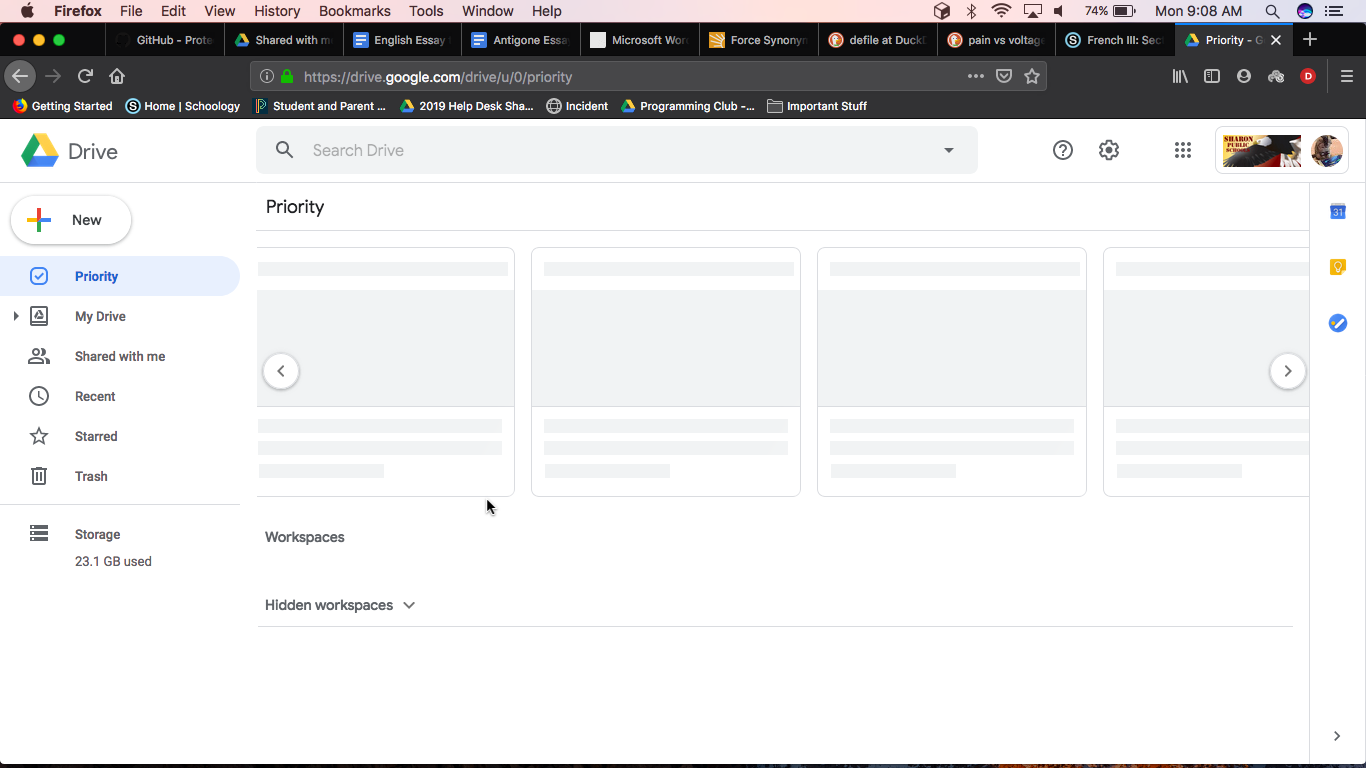 Firefox File Edit View History Bookmarks Tools Window Help 74% Mon 9:08 AM
GitHub - Prote Shared with m English Essay Antigone Essa Microsoft Wor Force Synonym defile at DuckD pain vs voltage French III: Sec Priority - G
https://drive.google.com/drive/u/0/priority D
Getting Started Home | Schoology Student and Parent ... 2019 Help Desk Sha... Incident Programming Club -... Important Stuff
Drive Search Drive SHARON PUBLIC
New
Priority
31
Priority
My Drive
Shared with me
Recent
Starred
Trash
Storage
23.1 GB used
Workspaces
Hidden workspaces